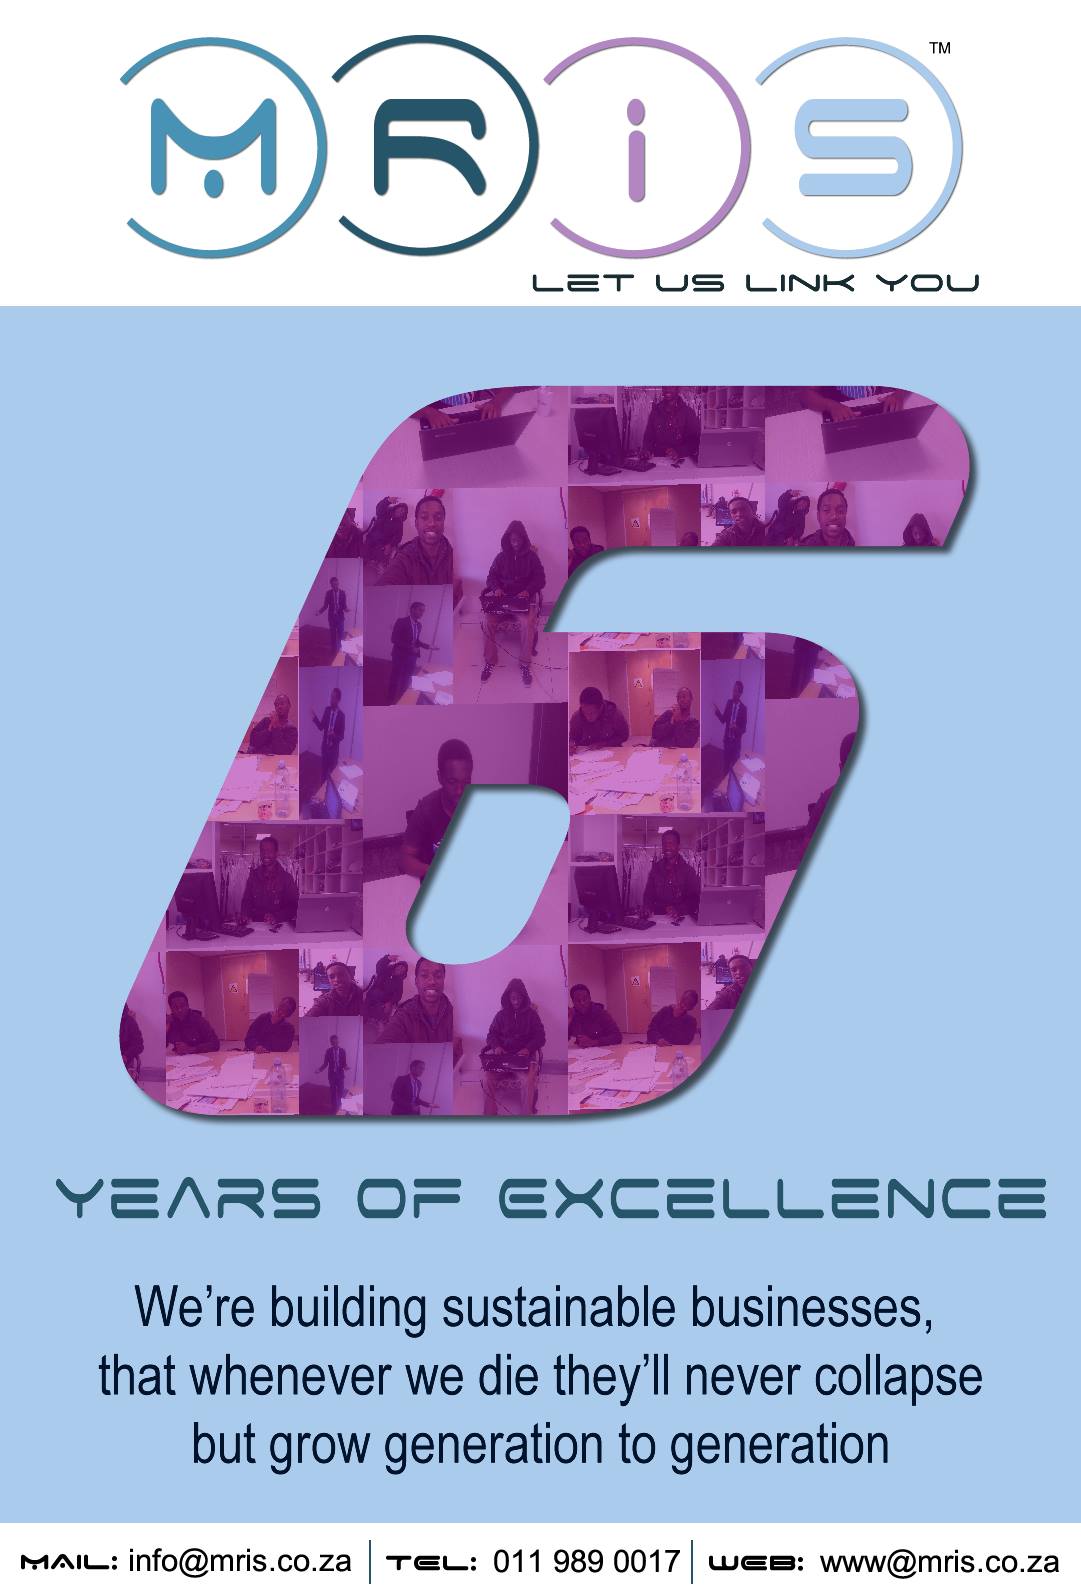 MRIS™
LET US LINK YOU
YEARS OF EXCELLENCE
We’re building sustainable businesses,
that whenever we die they’ll never collapse
but grow generation to generation
MAIL: info@mris.co.za | TEL: 011 989 0017 | WEB: www@mris.co.za